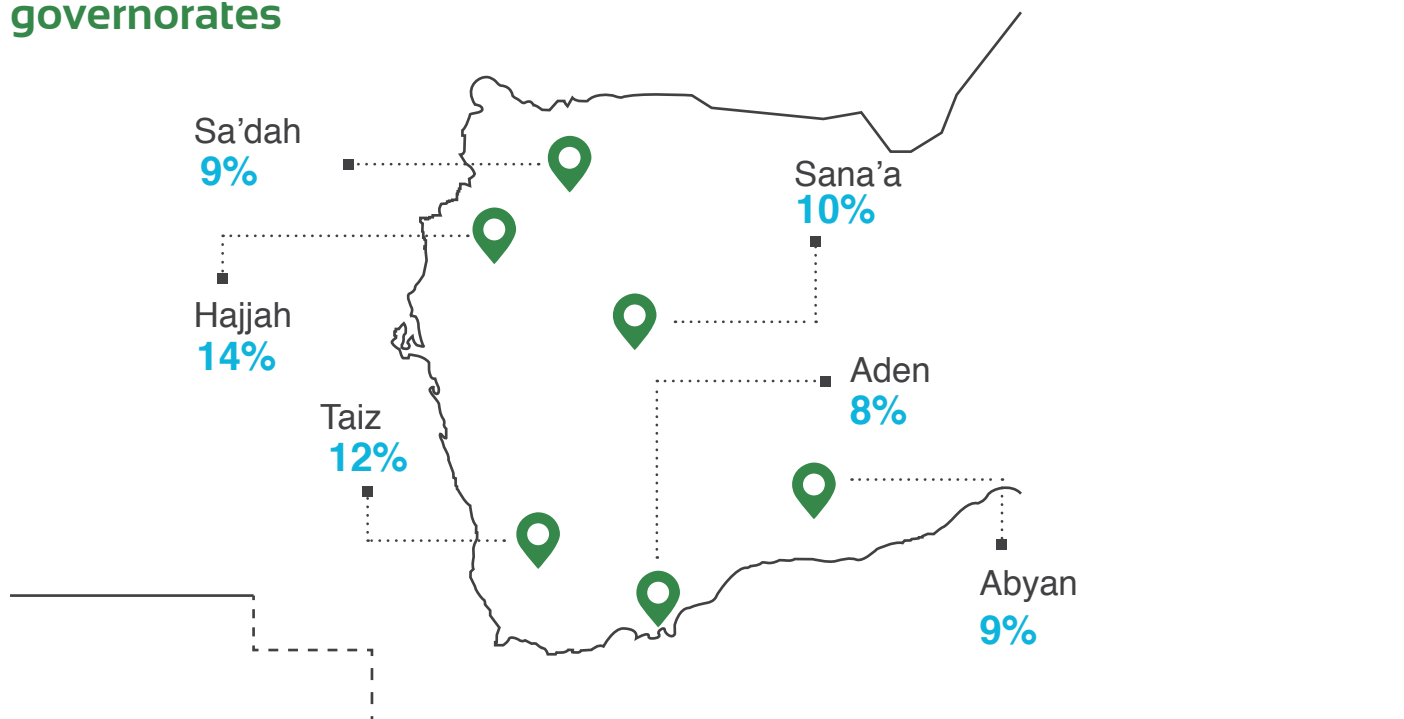 governorates
Sa’dah
9%
Sana’a
10%
Hajjah
14%
Aden
8%
Taiz
12%
Abyan
9%